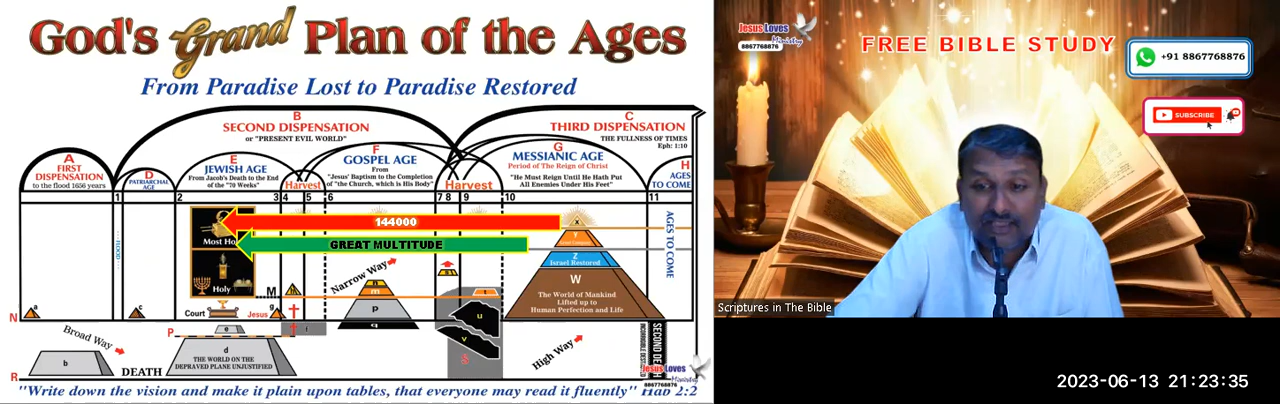 God's Grand Plan of the Ages
From Paradise Lost to Paradise Restored
A
FIRST
DISPENSATION
to the flood 1656 years
B
SECOND DISPENSATION
or "PRESENT EVIL WORLD"
C
THIRD DISPENSATION
THE FULLNESS OF TIMES
Eph: 1:10
D
PATRIARCHAL
AGE
E
JEWISH AGE
From Jacob's Death to the End
of the "70 Weeks"
F
GOSPEL AGE
From
"Jesus' Baptism to the Completion
of "the Church, which is His Body"
Harvest
Harvest
G
MESSIANIC AGE
Period of The Reign of Christ
"He Must Reign Until He Hath Put
All Enemies Under His Feet"
H
AGES
TO COME
1 2 3 4 5 6 7 8 9 10 11
FLOOD
144000
GREAT MULTITUDE
Most Ho
Holy
Court
Jesus
M
N
P
R
a
b
c
d
e
g
THE WORLD ON THE
DEPRAVED PLANE UNJUSTIFIED
Broad Way
DEATH
Narrow Way
n
m
p
q
t
u
v
x
Y
Z
Israel Restored
W
The World of Mankind
Lifted up to
Human Perfection and Life
High Way
AGES TO COME
SECOND DE
"Write down the vision and make it plain upon tables, that everyone may read it fluently" Hab 2:2
Jesus Loves
Ministry
8867768876
Jesus Loves
Ministry
8867768876
FREE BIBLE STUDY
+91 8867768876
SUBSCRIBE
Scriptures in The Bible
2023-06-13 21:23:35